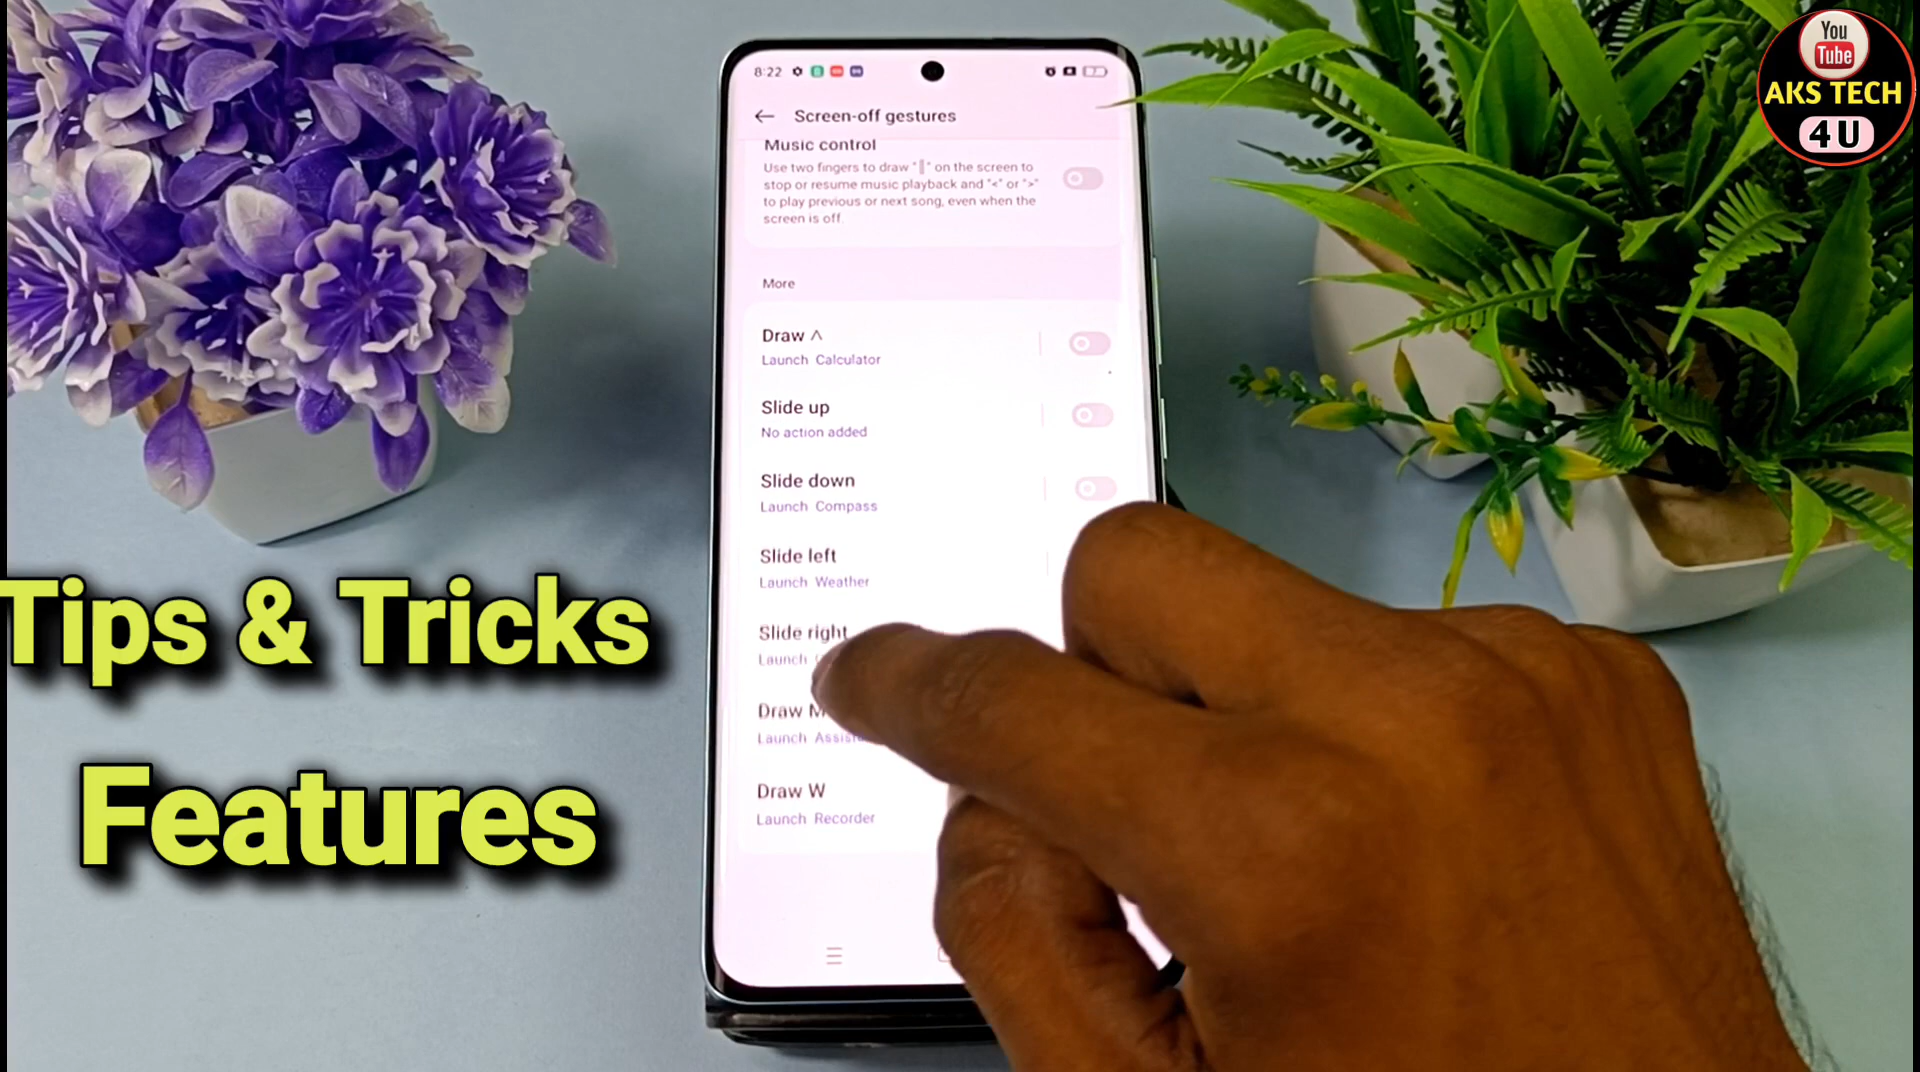 8:22
Screen-off gestures
Music control
Use two fingers to draw "||" on the screen to
stop or resume music playback and "<" or ">"
to play previous or next song, even when the
screen is off.
More
Draw ^
Launch Calculator
Slide up
No action added
Slide down
Launch Compass
Slide left
Launch Weather
Slide right
Launch
Draw M
Launch
Draw W
Launch Recorder
Tips & Tricks
Features
You
Tube
AKS TECH
4 U